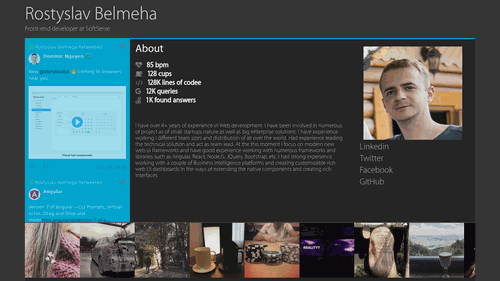 Rostyslav Belmeha
Front-end developer at SoftServe
Rostyslav Belmeha Retweeted
Dominic Nguyen
New
coming to browsers
near you.
Rostyslav Belmeha Retweeted
Angular
Version 7 of Angular—CLI Prompts, Virtual
Scroll, Drag and Drop and
more
About
85 bpm
128 cups
128K lines of codee
12K queries
1K found answers
I have over 4+ years of experience in Web development. I have been involved in numerous
of project as of small startups nature as well as big enterprise solutions. I have experience
working i different team sizes and distribution of all over the world. Had experience leading
the technical solution and act as team lead. At the this moment I focus on modern new
web-ui frameworks and have good experience working with numerous frameworks and
libraries such as Angular, React, NodeJS, JQuery, Bootstrap, etc. I had strong experience
working with a couple of Business Intelligence platforms and creating customizable rich
web UI dashboards in the ways of extending the native components and creating rich
interfaces.
Linkedin
Twitter
Facebook
GitHub
REALITY?